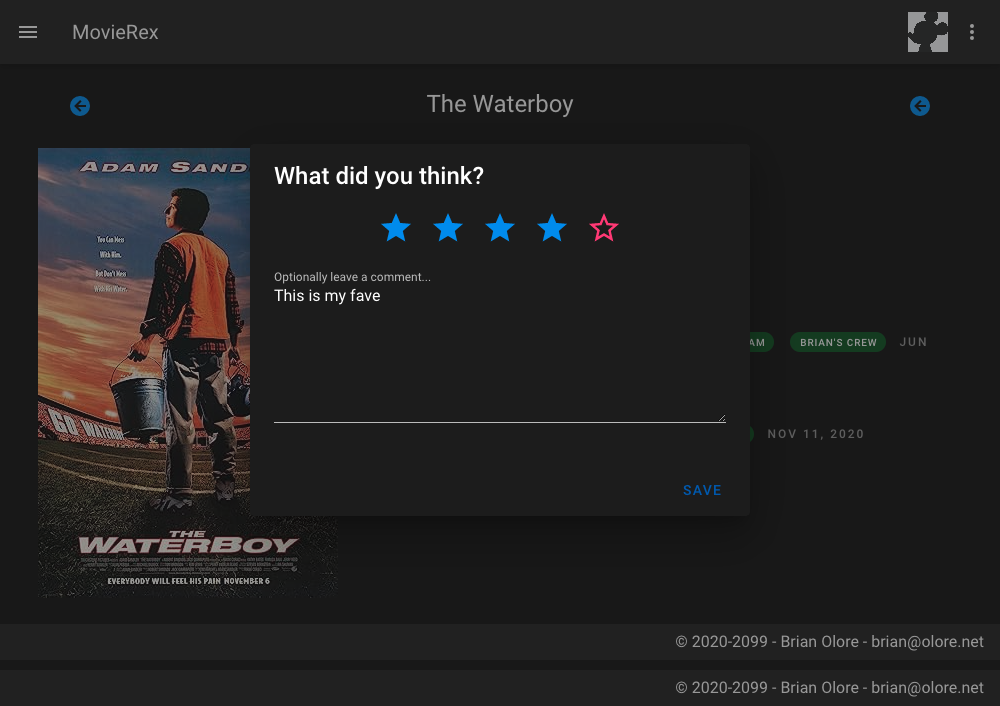 MovieRex
The Waterboy
ADAM SAND
What did you think?
You Can Mess
With Him.
But Don't Mess
With His Water.
Optionally leave a comment...
This is my fave
AM
BRIAN'S CREW
JUN
GO WATERB
NOV 11, 2020
SAVE
THE
WATERBOY
EVERYBODY WILL FEEL HIS PAIN NOVEMBER 6
© 2020-2099 - Brian Olore - brian@olore.net
© 2020-2099 - Brian Olore - brian@olore.net